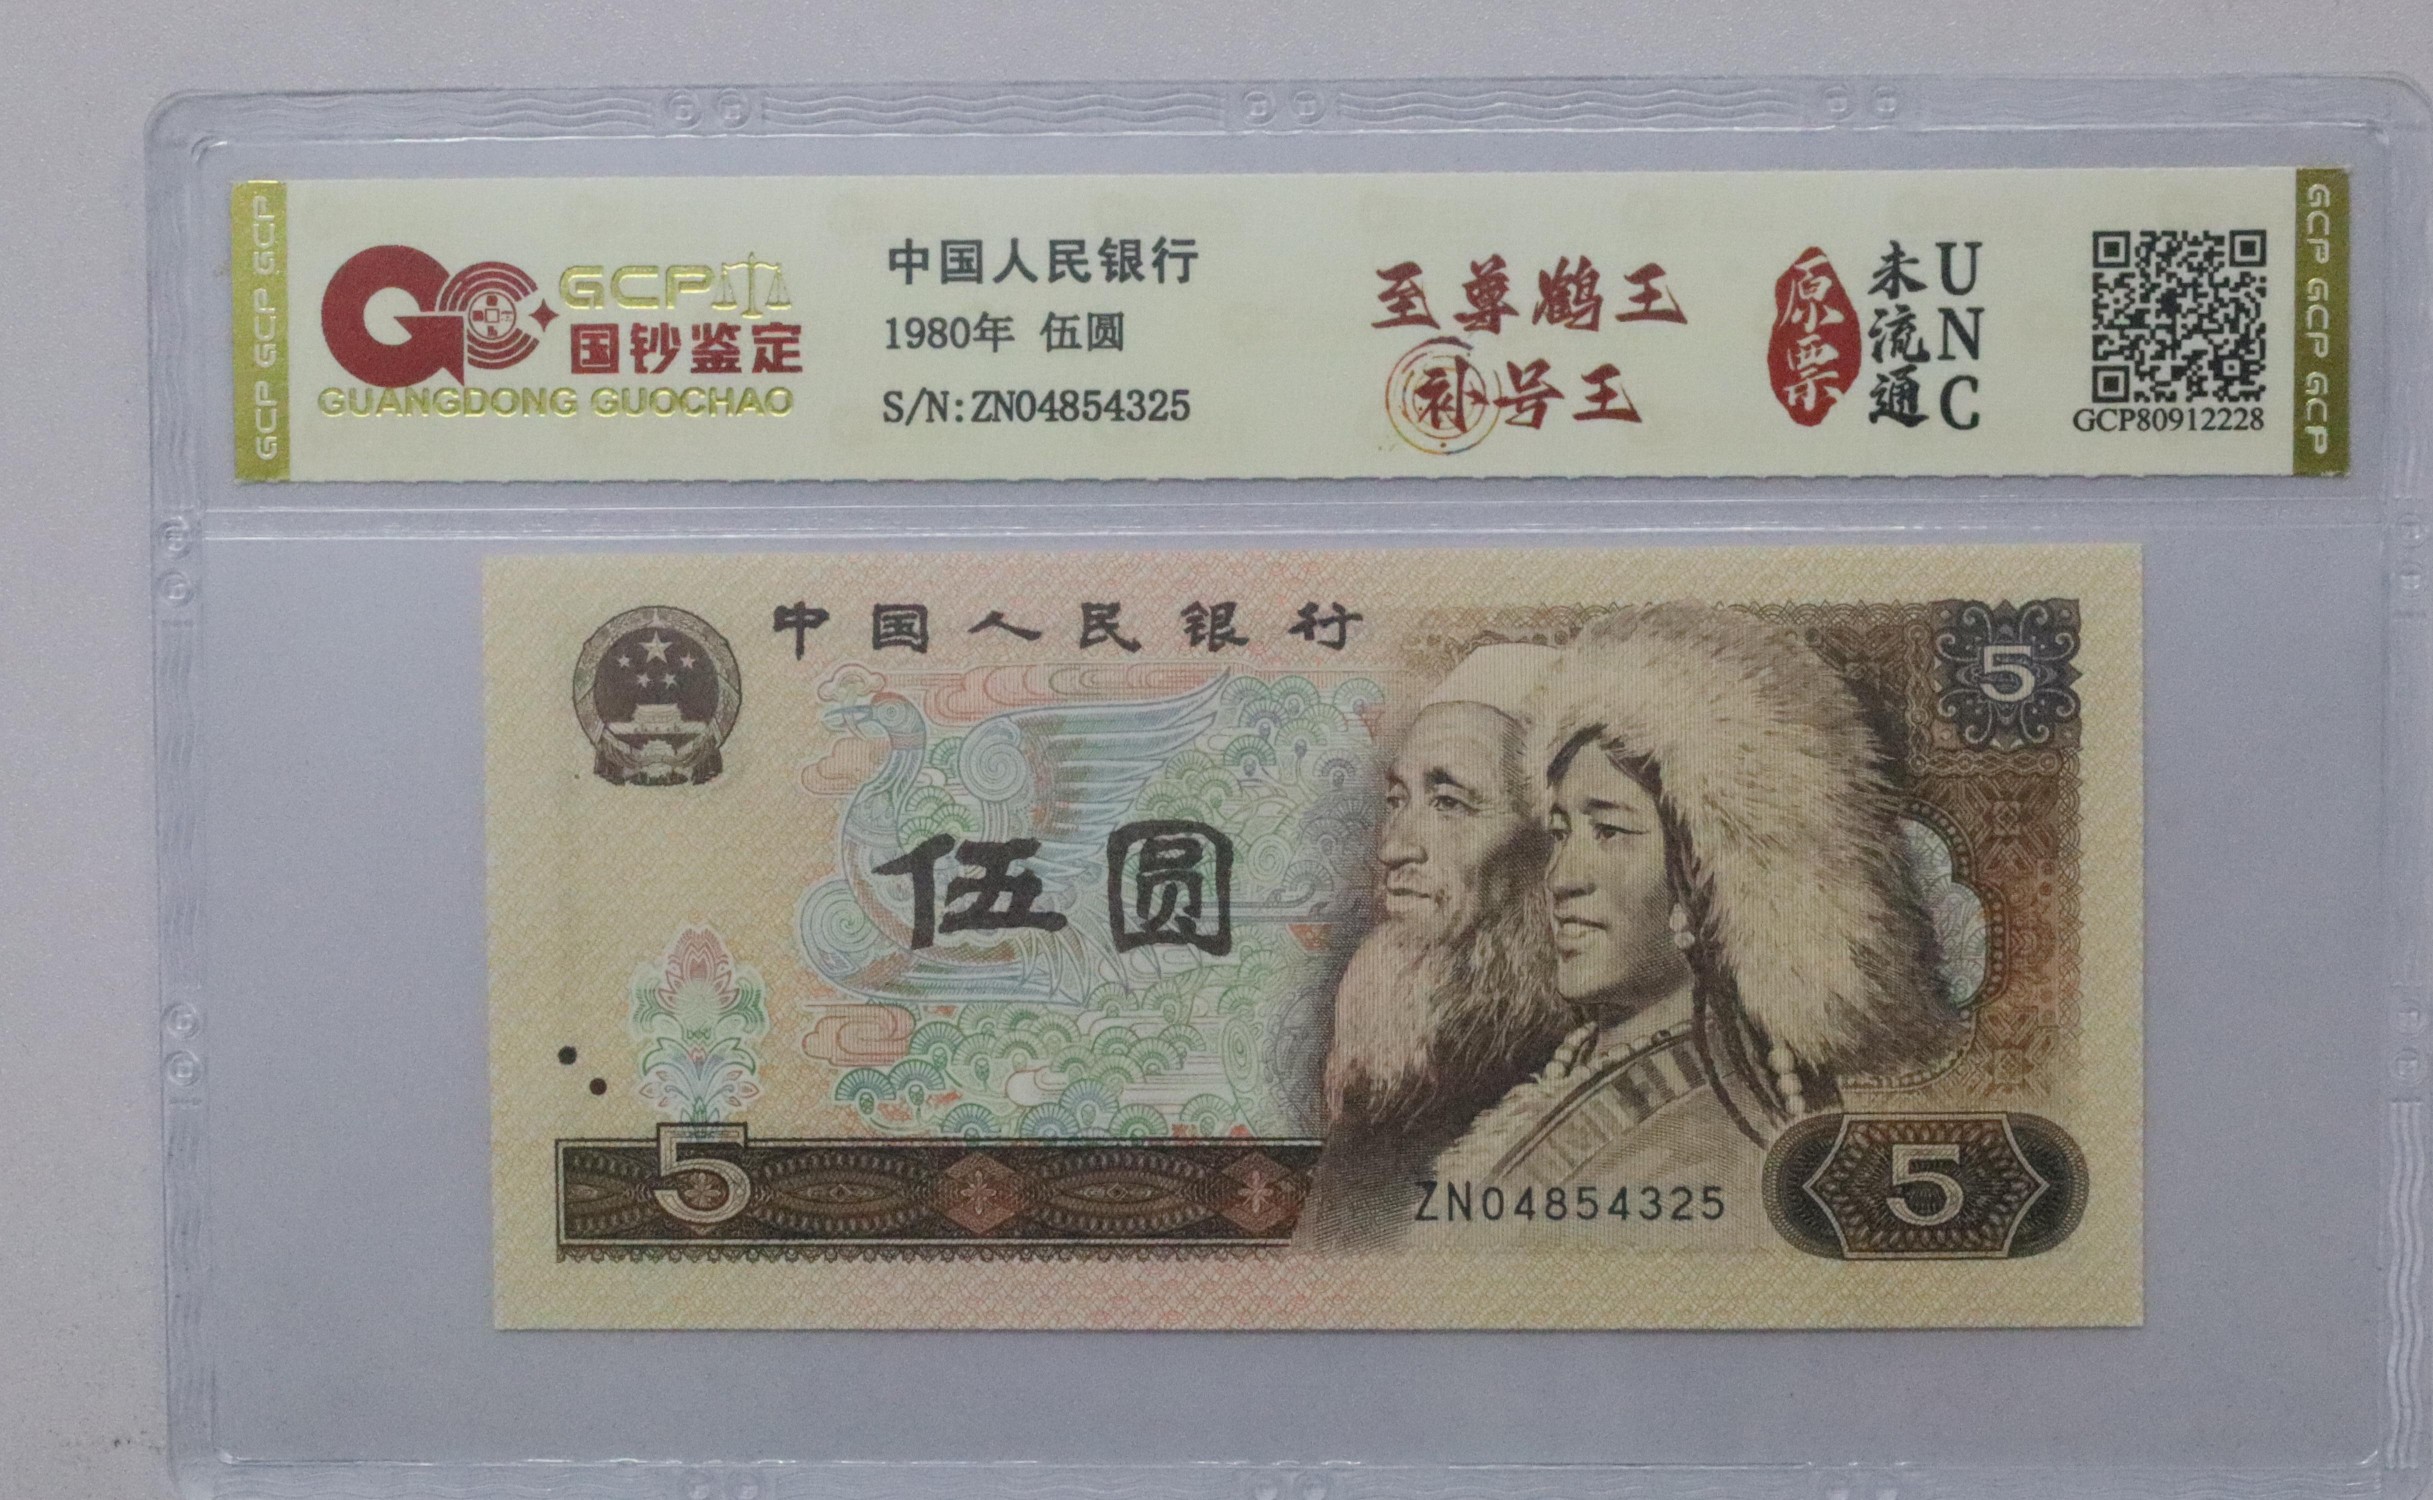 GCP GCP GCP
GCP
国钞鉴定
GUANGDONG GUOCHAO
中国人民银行
1980年 伍圆
S/N:ZN04854325
至尊鹤王
补号王
原票
未流通
UNC
GCP80912228
GCP GCP GCP
中国人民银行
5
伍圆
5
ZN04854325
5